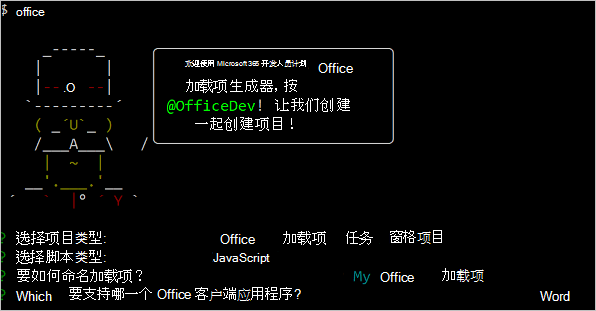 $ office
欢迎使用 Microsoft 365 开发人员计划 Office
加载项生成器, 按
@OfficeDev! 让我们创建
一起创建项目!
? 选择项目类型: Office 加载项 任务 窗格项目
? 选择脚本类型: JavaScript
? 要如何命名加载项? My Office 加载项
? Which 要支持哪一个 Office 客户端应用程序? Word